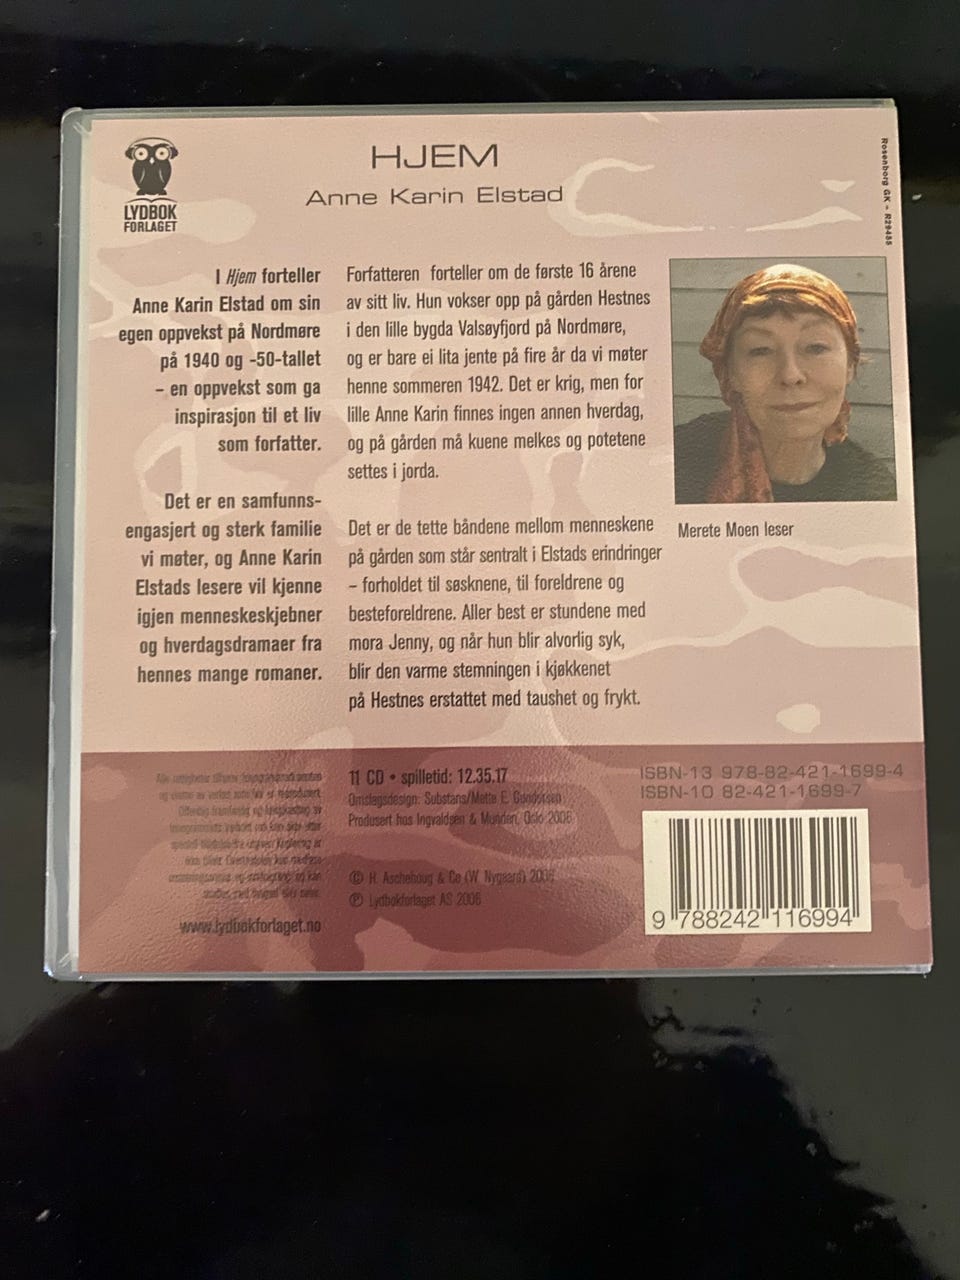 HJEM
Anne Karin Elstad
LYDBOK
FORLAGET
Rosenborg GK - R29455
I Hjem forteller
Anne Karin Elstad om sin
egen oppvekst på Nordmøre
på 1940 og -50-tallet
– en oppvekst som ga
inspirasjon til et liv
som forfatter.
Det er en samfunns-
engasjert og sterk familie
vi møter, og Anne Karin
Elstads lesere vil kjenne
igjen menneskeskjebner
og hverdagsdramaer fra
hennes mange romaner.
Forfatteren forteller om de første 16 årene
av sitt liv. Hun vokser opp på gården Hestnes
i den lille bygda Valsøyfjord på Nordmøre,
og er bare ei lita jente på fire år da vi møter
henne sommeren 1942. Det er krig, men for
lille Anne Karin finnes ingen annen hverdag,
og på gården må kuene melkes og potetene
settes i jorda.
Det er de tette båndene mellom menneskene
på gården som står sentralt i Elstads erindringer
– forholdet til søsknene, til foreldrene og
besteforeldrene. Aller best er stundene med
mora Jenny, og når hun blir alvorlig syk,
blir den varme stemningen i kjøkkenet
på Hestnes erstattet med taushet og frykt.
Merete Moen leser
www.lydbokforlaget.no
11 CD • spilletid: 12.35.17
Omslagsdesign: Substans/Mette E. Gundersen
Produsert hos Ingvaldsen & Munden, Oslo 2006
© H. Aschehoug & Co (W. Nygaard) 2006
℗ Lydbokforlaget AS 2006
ISBN-13 978-82-421-1699-4
ISBN-10 82-421-1699-7
9 788242 116994